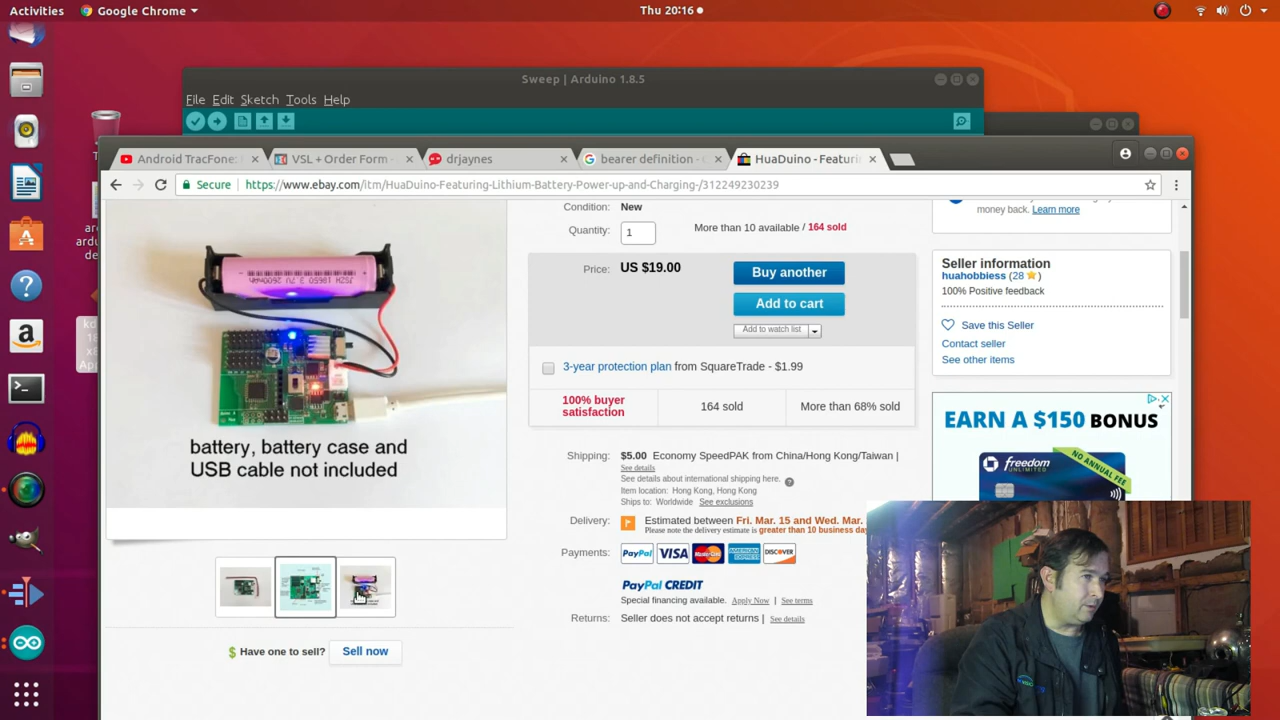 Activities
Google Chrome
Thu 20:16
Sweep | Arduino 1.8.5
File Edit Sketch Tools Help
Android TracFone:
VSL + Order Form -
drjaynes
bearer definition -
HuaDuino - Featuri
Secure
https://www.ebay.com/itm/HuaDuino-Featuring-Lithium-Battery-Power-up-and-Charging-/312249230239
Condition: New
Quantity: 1
More than 10 available / 164 sold
Price: US $19.00
Buy another
Add to cart
Add to watch list
3-year protection plan from SquareTrade - $1.99
100% buyer satisfaction
164 sold
More than 68% sold
Shipping: $5.00 Economy SpeedPAK from China/Hong Kong/Taiwan |
See details
See details about international shipping here.
Item location: Hong Kong, Hong Kong
Ships to: Worldwide See exclusions
Delivery: Estimated between Fri. Mar. 15 and Wed. Mar.
Please note the delivery estimate is greater than 10 business day
Payments: PayPal VISA MasterCard AMERICAN EXPRESS DISCOVER
PayPal CREDIT
Special financing available. Apply Now | See terms
Returns: Seller does not accept returns | See details
money back. Learn more
Seller information
huahobbiess (28)
100% Positive feedback
Save this Seller
Contact seller
See other items
EARN A $150 BONUS
freedom
UNLIMITED
NO ANNUAL FEE
battery, battery case and
USB cable not included
Have one to sell?
Sell now